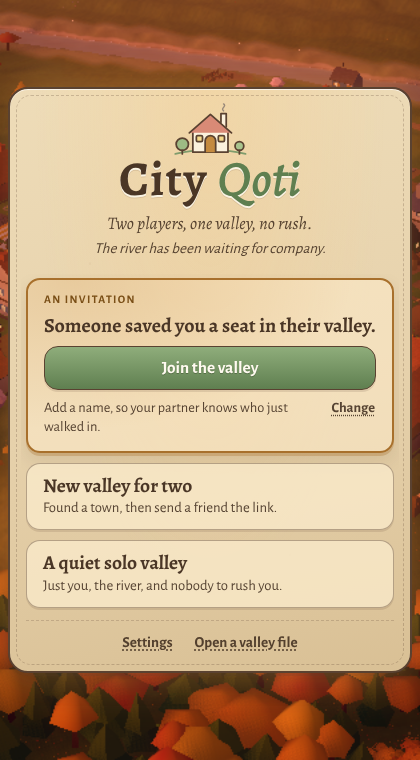 City Qoti
Two players, one valley, no rush.
The river has been waiting for company.
AN INVITATION
Someone saved you a seat in their valley.
Join the valley
Add a name, so your partner knows who just
walked in.
Change
New valley for two
Found a town, then send a friend the link.
A quiet solo valley
Just you, the river, and nobody to rush you.
Settings
Open a valley file